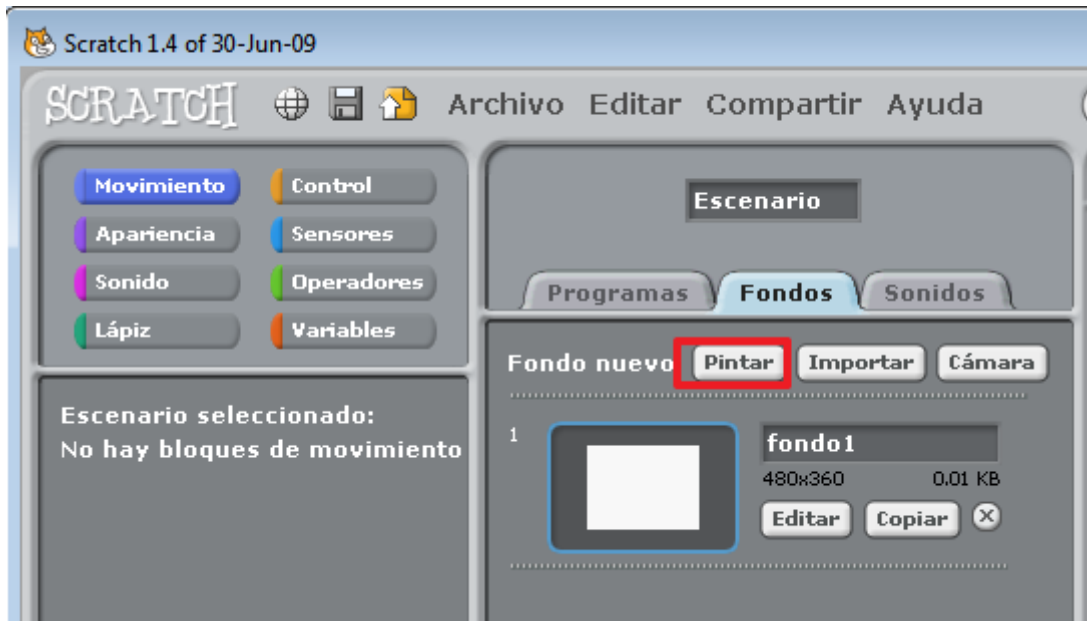 Scratch 1.4 of 30-Jun-09
SCRATCH Archivo Editar Compartir Ayuda
Movimiento Control
Apariencia Sensores
Sonido Operadores
Lápiz Variables
Escenario seleccionado:
No hay bloques de movimiento
Escenario
Programas Fondos Sonidos
Fondo nuevo Pintar Importar Cámara
1
fondo1
480x360 0.01 KB
Editar Copiar